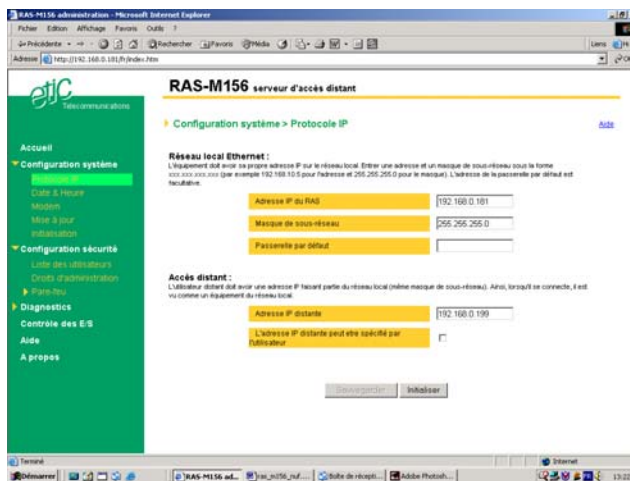 RAS-M156 administration - Microsoft Internet Explorer
Fichier Edition Affichage Favoris Outils ?
Précédente Rechercher Favoris Média Liens
Adresse http://192.168.0.181/fr/index.htm OK
etic
Télécommunications
RAS-M156 serveur d'accès distant
Configuration système > Protocole IP
Aide
Accueil
Configuration système
Protocole IP
Date & Heure
Modem
Mise à jour
Initialisation
Configuration sécurité
Liste des utilisateurs
Droits d'administration
Pare-feu
Diagnostics
Contrôle des E/S
Aide
A propos
Réseau local Ethernet :
L'équipement doit avoir sa propre adresse IP sur le réseau local. Entrer une adresse et un masque de sous-réseau sous la forme
xxx.xxx.xxx.xxx (par exemple 192.168.10.5 pour l'adresse et 255.255.255.0 pour le masque). L'adresse de la passerelle par défaut est
facultative.
Adresse IP du RAS 192.168.0.181
Masque de sous-réseau 255.255.255.0
Passerelle par défaut
Accès distant :
L'utilisateur distant doit avoir une adresse IP faisant partie du réseau local (même masque de sous-réseau). Ainsi, lorsqu'il se connecte, il est
vu comme un équipement du réseau local.
Adresse IP distante 192.168.0.199
L'adresse IP distante peut etre spécifié par
l'utilisateur
Sauvegarder Initialiser
Terminé Internet
Démarrer RAS-M156 ad... ras_m156_nuf.... Boîte de récepti... Adobe Photosh... 13:22